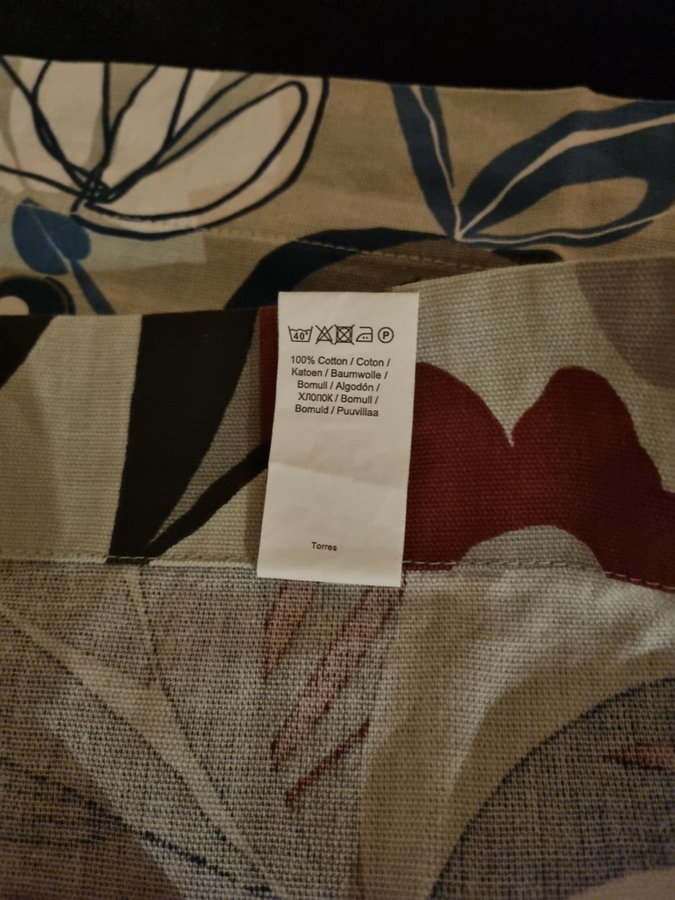 40° P
100% Cotton / Coton /
Katoen / Baumwolle /
Bomull / Algodón /
Хлопок / Bomull /
Bomuld / Puuvillaa
Torres